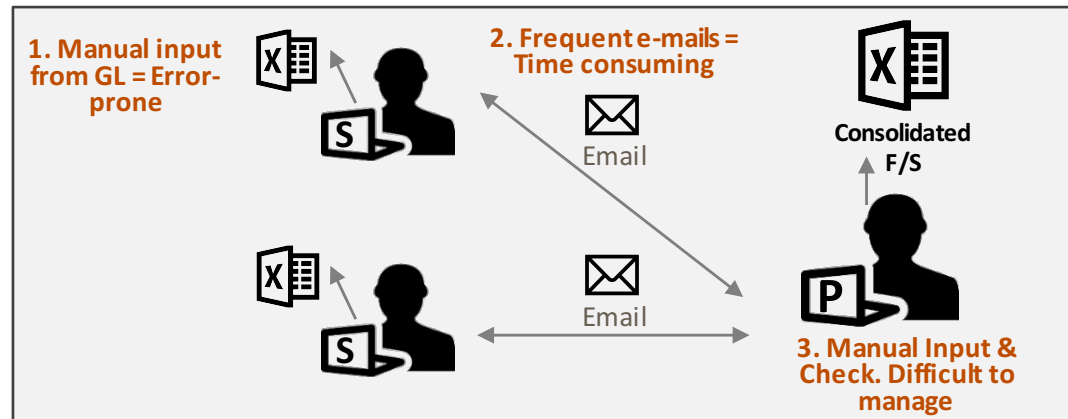 1. Manual input
from GL = Error-
prone
X
S
2. Frequent e-mails =
Time consuming
Email
X
Consolidated
F/S
X
S
Email
P
3. Manual Input &
Check. Difficult to
manage